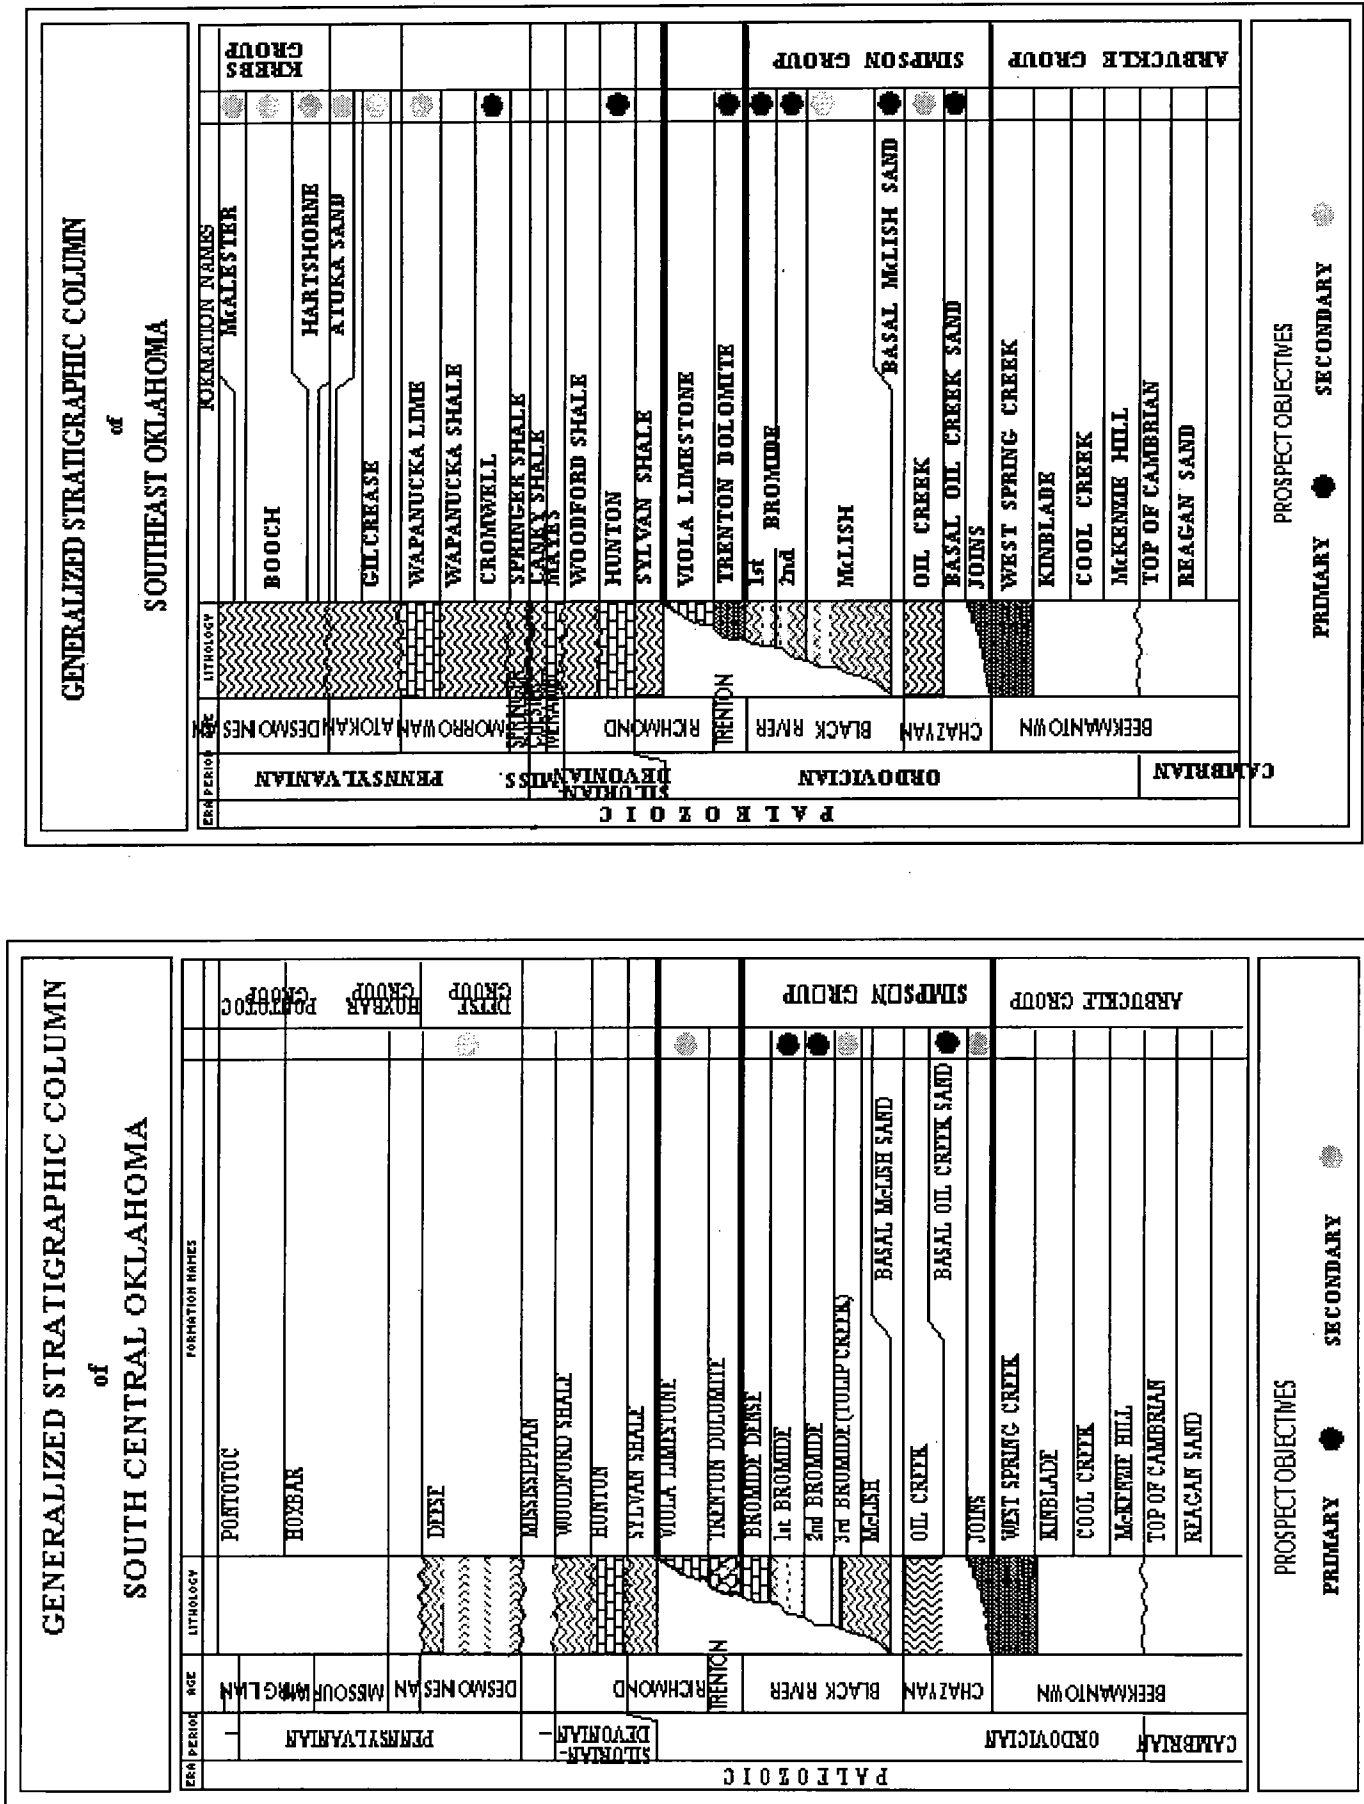 GENERALIZED STRATIGRAPHIC COLUMN
of
SOUTHEAST OKLAHOMA
ERA
PERIOD
LITHOLOGY
FORMATION NAMES
PALEOZOIC
PENNSYLVANIAN
MISS.
DEVONIAN
SILURIAN
ORDOVICIAN
CAMBRIAN
DESMOINESIAN
ATOKAN
MORROWAN
RICHMOND
TRENTON
BLACK RIVER
CHAZYAN
BEEKMANTOWN
McALESTER
BOOCH
HARTSHORNE
ATOKA SAND
GILCREASE
WAPANUCKA LIME
WAPANUCKA SHALE
CROMWELL
SPRINGER SHALE
CANEY SHALE
MAYES
WOODFORD SHALE
HUNTON
SYLVAN SHALE
VIOLA LIMESTONE
TRENTON DOLOMITE
1st
BROMIDE
2nd
McLISH
BASAL McLISH SAND
OIL CREEK
BASAL OIL CREEK SAND
JOINS
WEST SPRING CREEK
KINBLADE
COOL CREEK
McKENZIE HILL
TOP OF CAMBRIAN
REAGAN SAND
KREBS
GROUP
SIMPSON GROUP
ARBUCKLE GROUP
PROSPECT OBJECTIVES
PRIMARY
SECONDARY
GENERALIZED STRATIGRAPHIC COLUMN
of
SOUTH CENTRAL OKLAHOMA
ERA
PERIOD
AGE
LITHOLOGY
FORMATION NAMES
PALEOZOIC
PENNSYLVANIAN
SILURIAN-
DEVONIAN
ORDOVICIAN
CAMBRIAN
DESMOINESIAN
RICHMOND
TRENTON
BLACK RIVER
CHAZYAN
BEEKMANTOWN
PONTOTOC
HOXBAR
DEESE
MISSISSIPPIAN
WOODFORD SHALE
HUNTON
SYLVAN SHALE
VIOLA LIMESTONE
TRENTON DOLOMITE
BROMIDE DENSE
1st BROMIDE
2nd BROMIDE
3rd BROMIDE (TULIP CREEK)
McLISH
BASAL McLISH SAND
OIL CREEK
BASAL OIL CREEK SAND
JOINS
WEST SPRING CREEK
KINBLADE
COOL CREEK
McKENZIE HILL
TOP OF CAMBRIAN
REAGAN SAND
PONTOTOC
GROUP
HOXBAR
GROUP
DEESE
GROUP
SIMPSON GROUP
ARBUCKLE GROUP
PROSPECT OBJECTIVES
PRIMARY
SECONDARY